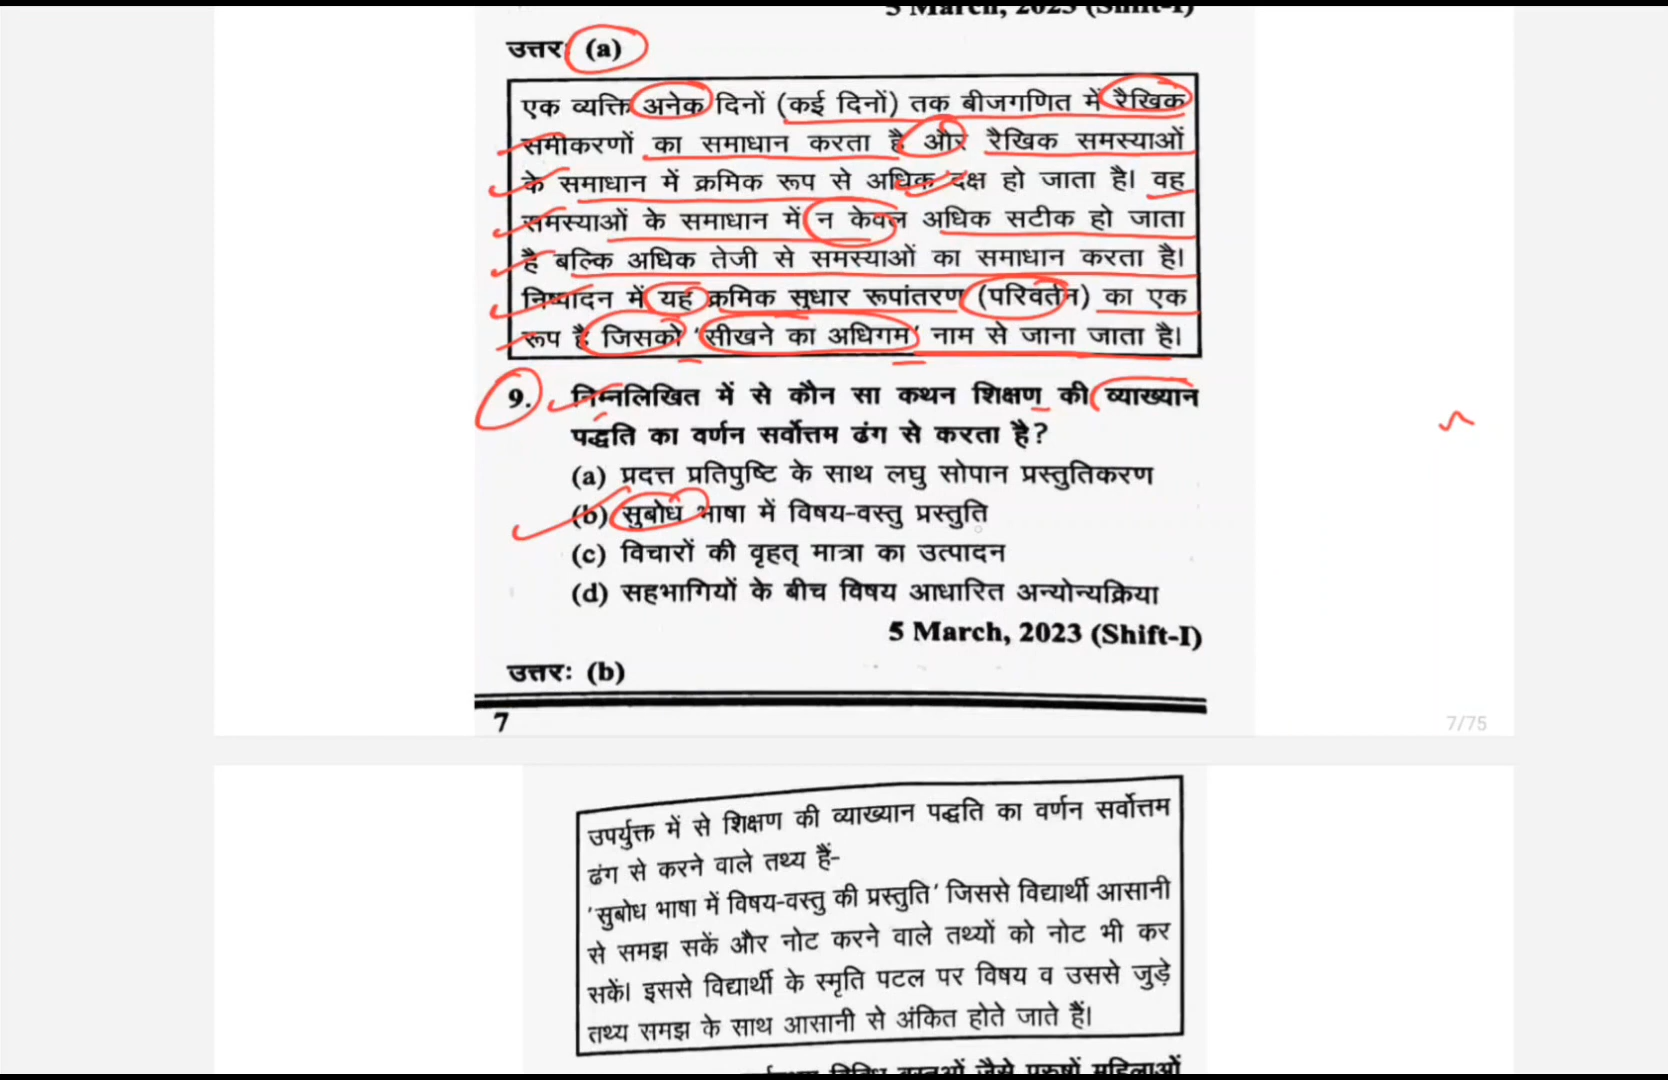 5 March, 2023 (Shift-I)
उत्तरः (a)
एक व्यक्ति अनेक दिनों (कई दिनों) तक बीजगणित में रैखिक
समीकरणों का समाधान करता है और रैखिक समस्याओं
के समाधान में क्रमिक रूप से अधिक दक्ष हो जाता है। वह
समस्याओं के समाधान में न केवल अधिक सटीक हो जाता
है बल्कि अधिक तेजी से समस्याओं का समाधान करता है।
निष्पादन में यह क्रमिक सुधार रूपांतरण (परिवर्तन) का एक
रूप है जिसको 'सीखने का अधिगम' नाम से जाना जाता है।
9. निम्नलिखित में से कौन सा कथन शिक्षण की व्याख्यान
पद्धति का वर्णन सर्वोत्तम ढंग से करता है?
(a) प्रदत्त प्रतिपुष्टि के साथ लघु सोपान प्रस्तुतिकरण
(b) सुबोध भाषा में विषय-वस्तु प्रस्तुति
(c) विचारों की वृहत् मात्रा का उत्पादन
(d) सहभागियों के बीच विषय आधारित अन्योन्यक्रिया
5 March, 2023 (Shift-I)
उत्तरः (b)
7
7/75
उपर्युक्त में से शिक्षण की व्याख्यान पद्धति का वर्णन सर्वोत्तम
ढंग से करने वाले तथ्य हैं-
'सुबोध भाषा में विषय-वस्तु की प्रस्तुति' जिससे विद्यार्थी आसानी
से समझ सकें और नोट करने वाले तथ्यों को नोट भी कर
सकें। इससे विद्यार्थी के स्मृति पटल पर विषय व उससे जुड़े
तथ्य समझ के साथ आसानी से अंकित होते जाते हैं।
विविध वस्तुओं जैसे पुरुषों महिलाओं